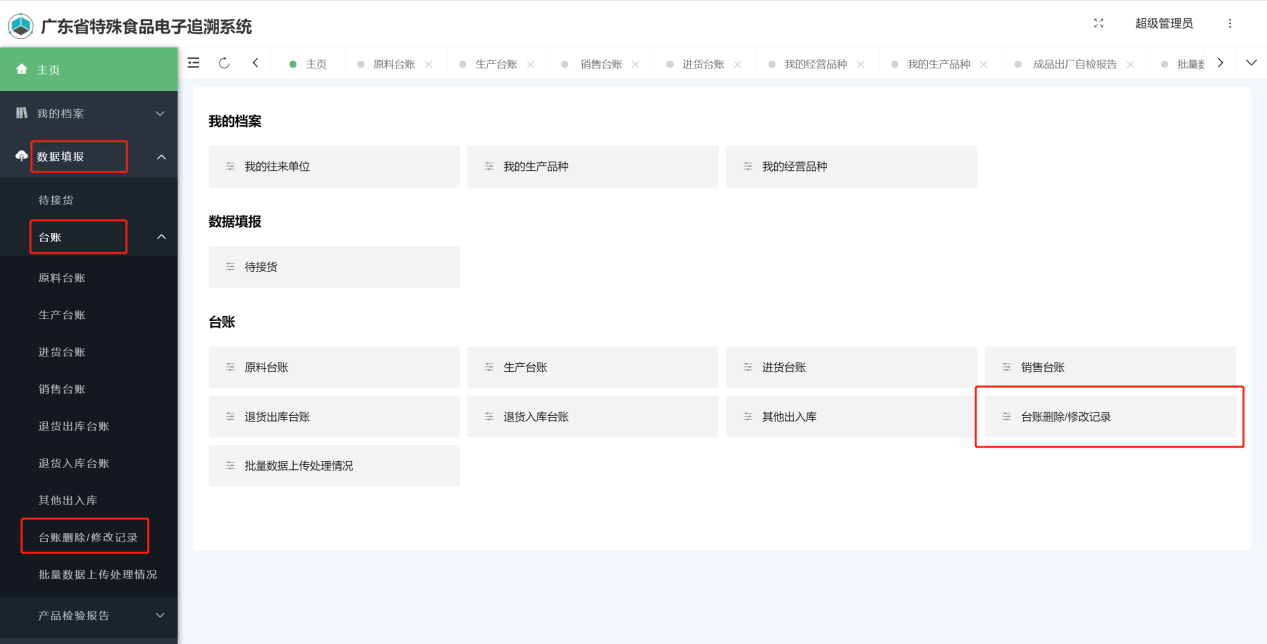 广东省特殊食品电子追溯系统
超级管理员
主页
原料台账
生产台账
销售台账
进货台账
我的经营品种
我的生产品种
成品出厂自检报告
批量
主页
我的档案
数据填报
待接货
台账
原料台账
生产台账
进货台账
销售台账
退货出库台账
退货入库台账
其他出入库
台账删除/修改记录
批量数据上传处理情况
产品检验报告
我的档案
我的往来单位
我的生产品种
我的经营品种
数据填报
待接货
台账
原料台账
生产台账
进货台账
销售台账
退货出库台账
退货入库台账
其他出入库
台账删除/修改记录
批量数据上传处理情况